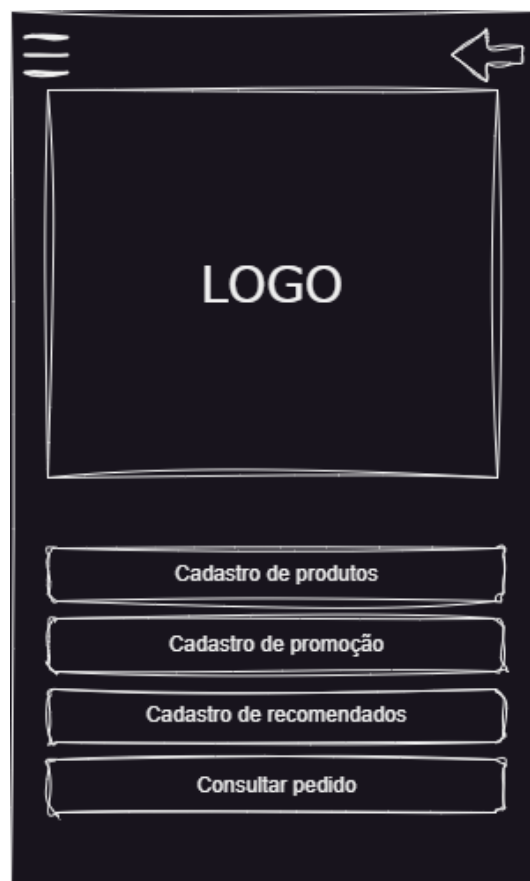 LOGO
Cadastro de produtos
Cadastro de promoção
Cadastro de recomendados
Consultar pedido